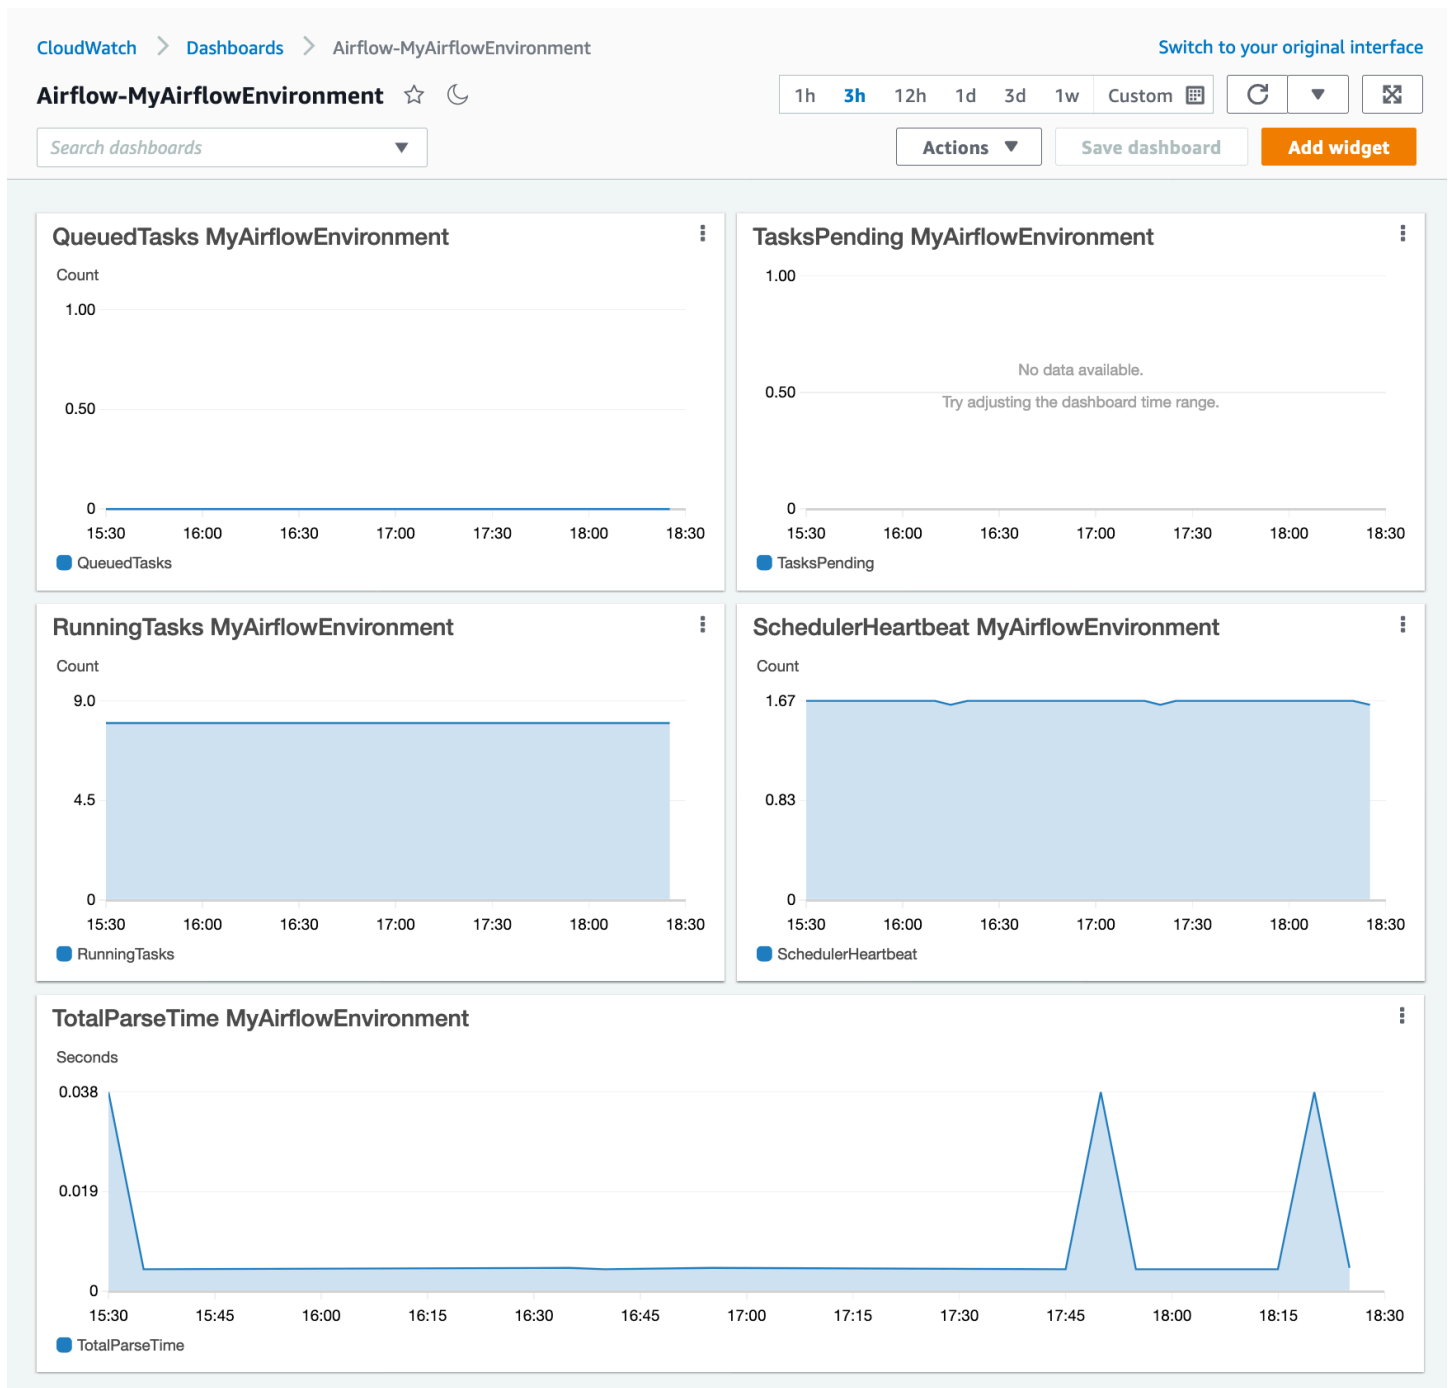 CloudWatch > Dashboards > Airflow-MyAirflowEnvironment
Switch to your original interface
Airflow-MyAirflowEnvironment
1h 3h 12h 1d 3d 1w Custom
Search dashboards
Actions
Save dashboard
Add widget
QueuedTasks MyAirflowEnvironment
Count
1.00
0.50
0
15:30 16:00 16:30 17:00 17:30 18:00 18:30
QueuedTasks
TasksPending MyAirflowEnvironment
1.00
No data available.
0.50
Try adjusting the dashboard time range.
0
15:30 16:00 16:30 17:00 17:30 18:00 18:30
TasksPending
RunningTasks MyAirflowEnvironment
Count
9.0
4.5
0
15:30 16:00 16:30 17:00 17:30 18:00 18:30
RunningTasks
SchedulerHeartbeat MyAirflowEnvironment
Count
1.67
0.83
0
15:30 16:00 16:30 17:00 17:30 18:00 18:30
SchedulerHeartbeat
TotalParseTime MyAirflowEnvironment
Seconds
0.038
0.019
0
15:30 15:45 16:00 16:15 16:30 16:45 17:00 17:15 17:30 17:45 18:00 18:15 18:30
TotalParseTime